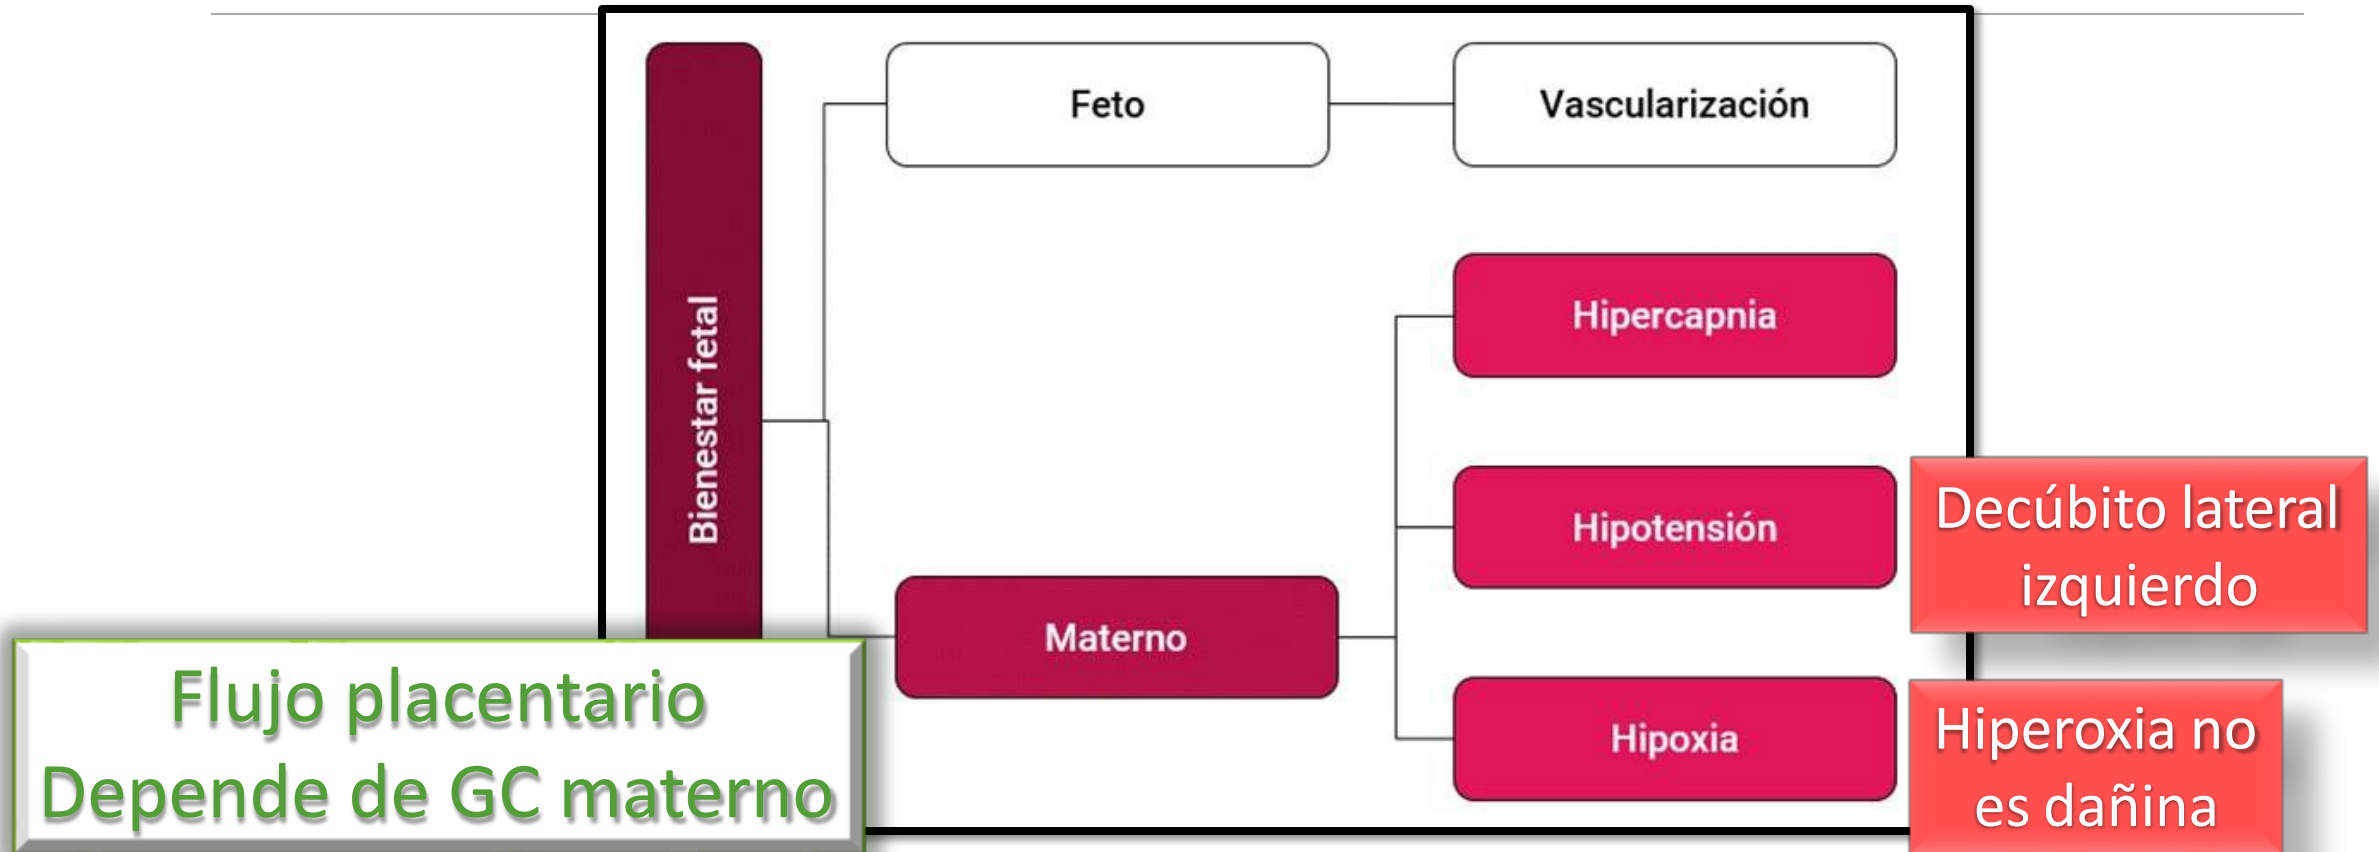 Feto
Vascularización
Bienestar fetal
Hipercapnia
Hipotensión
Decúbito lateral
izquierdo
Materno
Flujo placentario
Depende de GC materno
Hipoxia
Hiperoxia no
es dañina